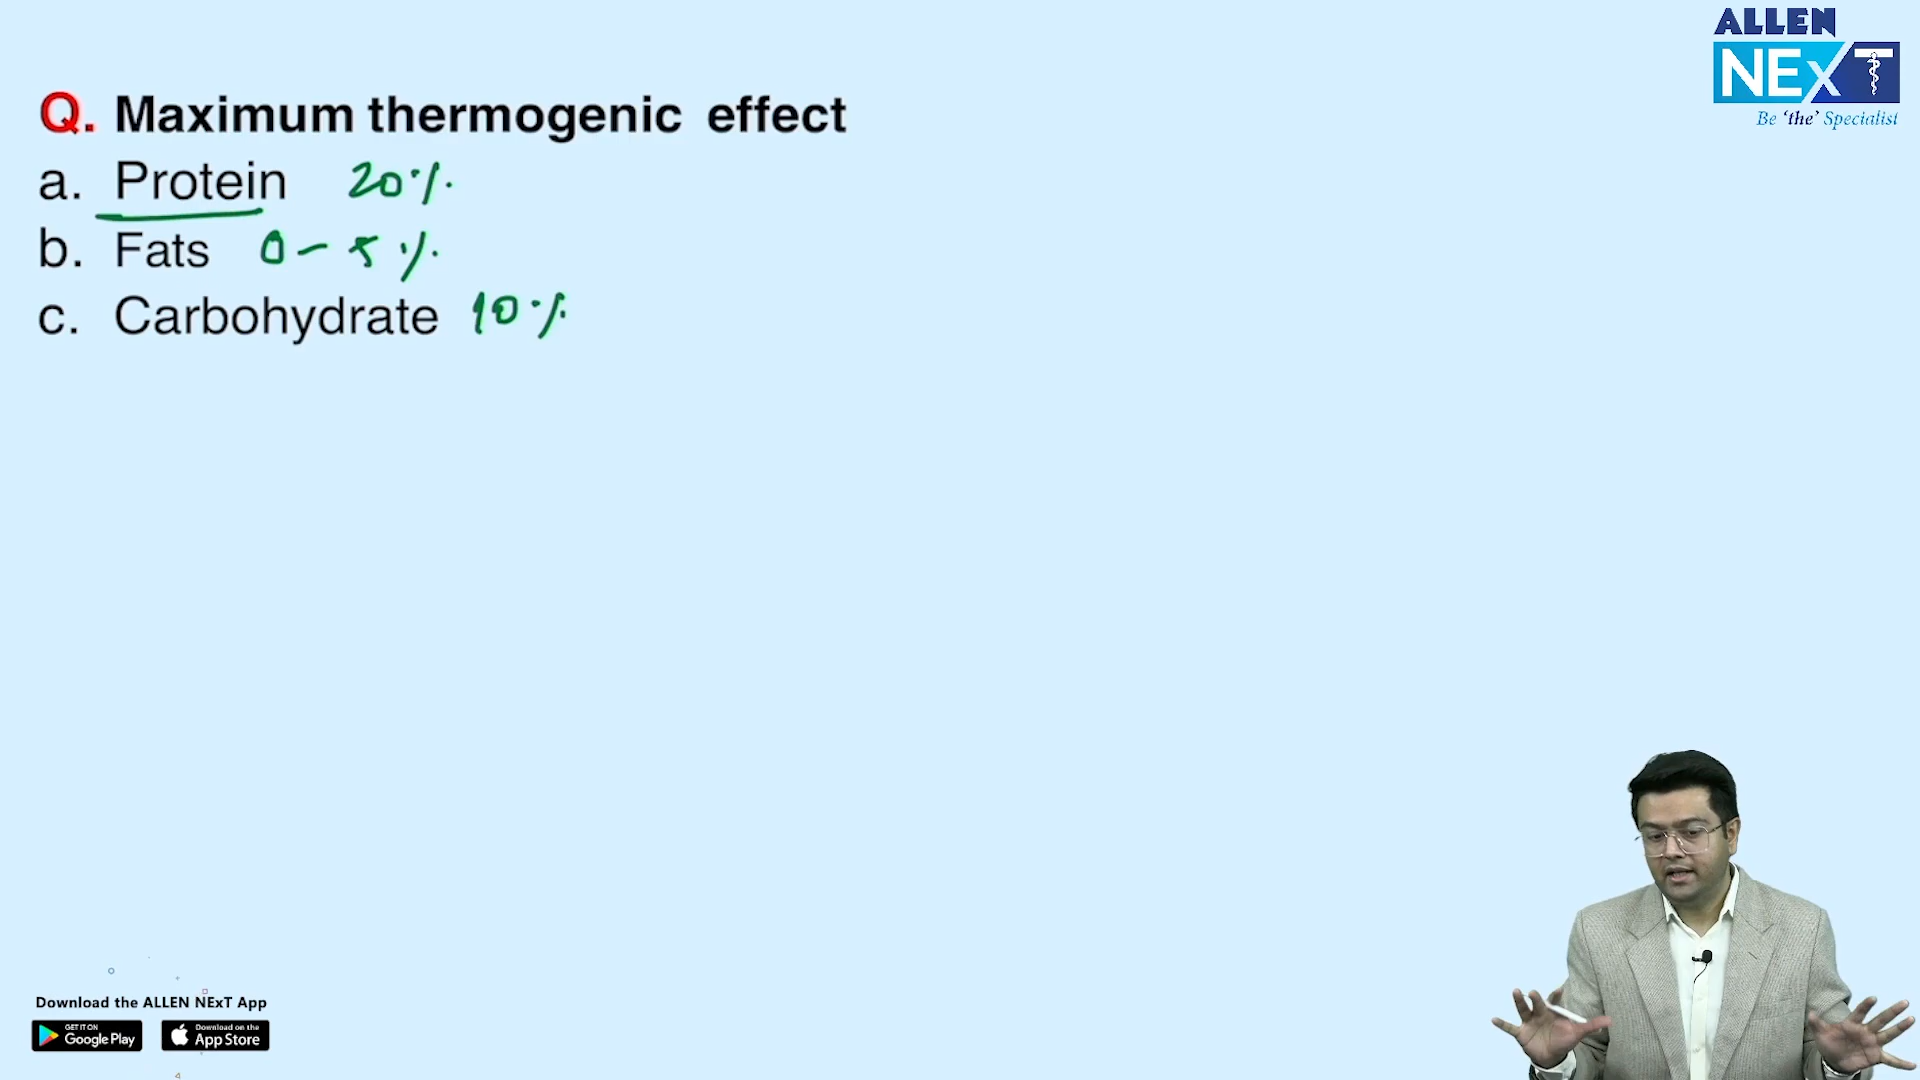 ALLEN
NExT
Be 'the' Specialist
Q. Maximum thermogenic effect
a. Protein 20%
b. Fats 0 - 5%
c. Carbohydrate 10%
Download the ALLEN NExT App
GET IT ON
Google Play
Download on the
App Store